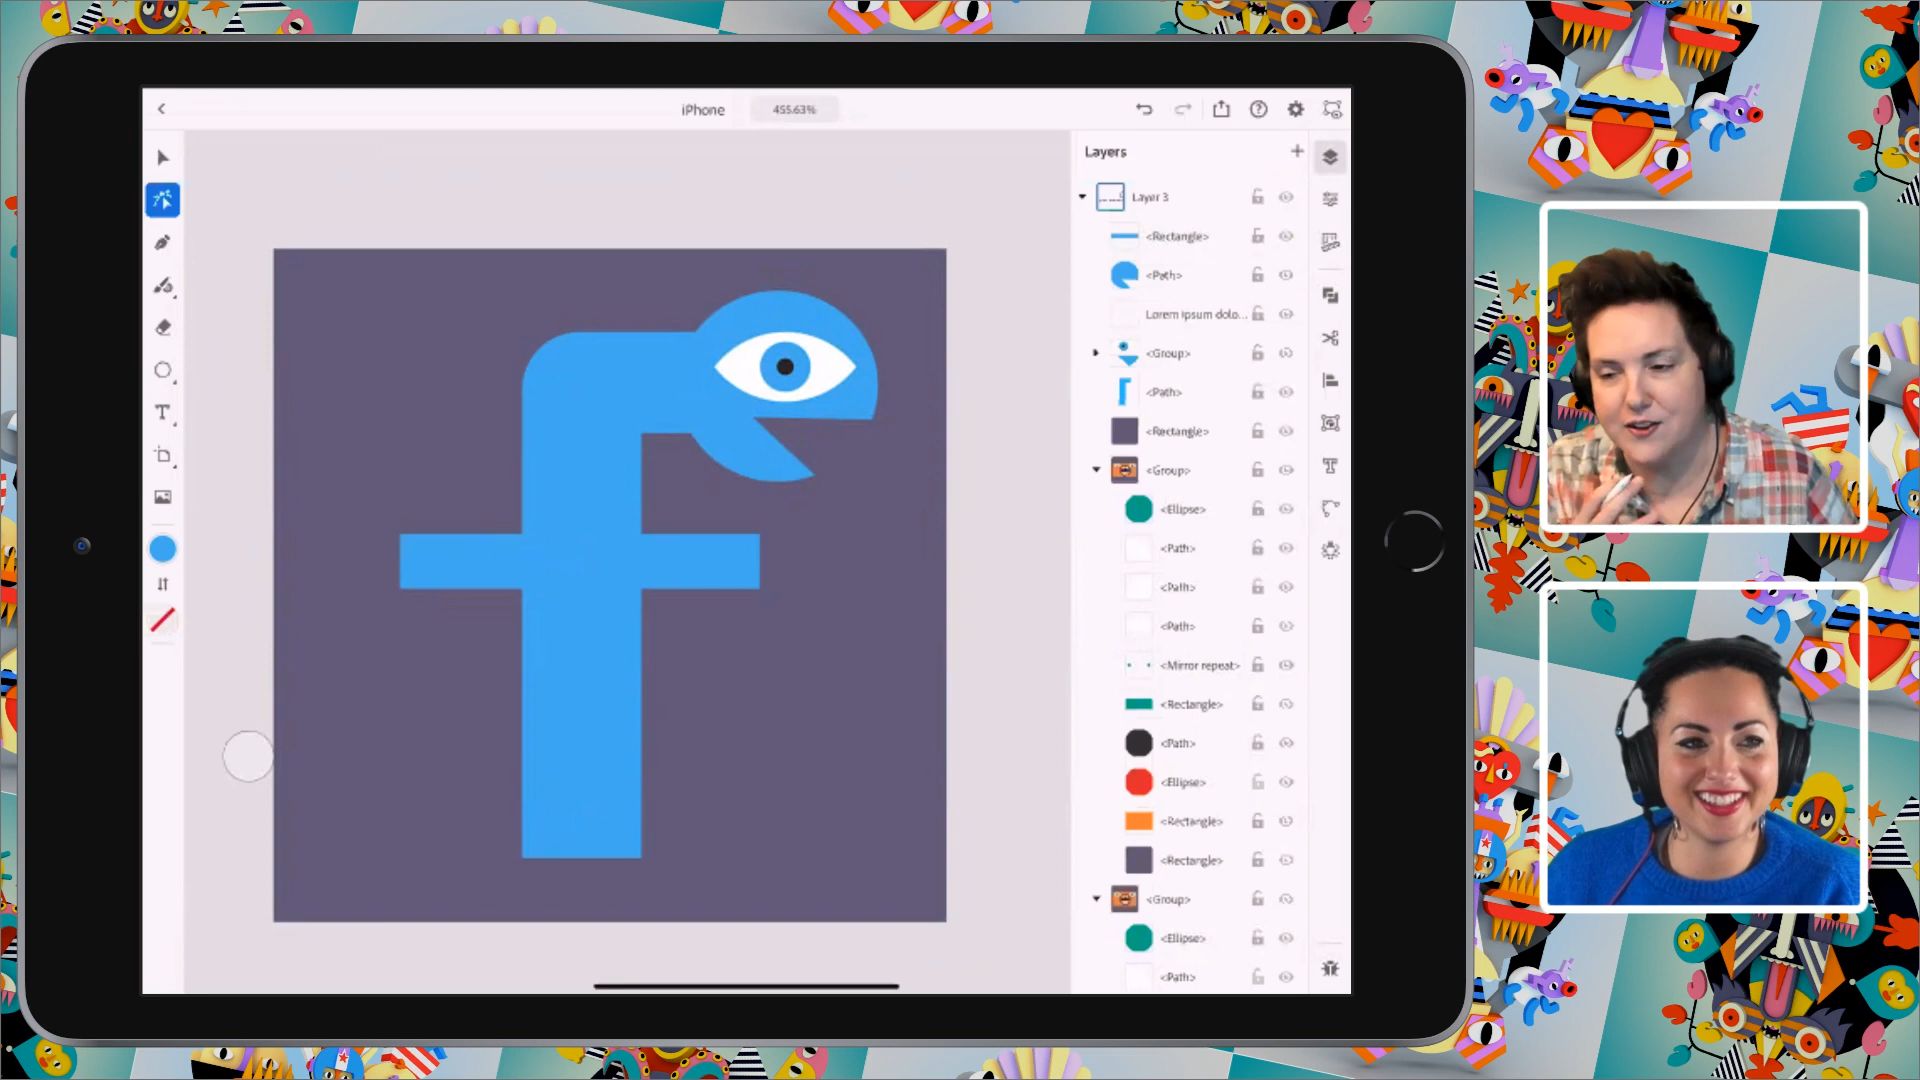 iPhone
455.63%
Layers
Layer 3
<Rectangle>
<Path>
Lorem ipsum dolo...
<Group>
<Path>
<Rectangle>
<Group>
<Ellipse>
<Path>
<Path>
<Path>
<Mirror repeat>
<Rectangle>
<Path>
<Ellipse>
<Rectangle>
<Rectangle>
<Group>
<Ellipse>
<Path>